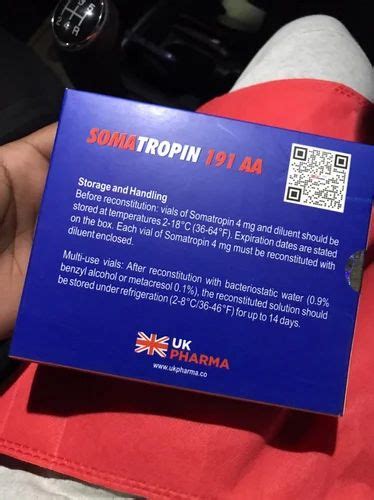 SOMATROPIN 191 AA
Storage and Handling
Before reconstitution: vials of Somatropin 4 mg and diluent should be
stored at temperatures 2-18°C (36-64°F). Expiration dates are stated
on the box. Each vial of Somatropin 4 mg must be reconstituted with
diluent enclosed.
Multi-use vials: After reconstitution with bacteriostatic water (0.9%
benzyl alcohol or metacresol 0.1%), the reconstituted solution should
be stored under refrigeration (2-8°C/36-46°F) for up to 14 days.
UK
PHARMA
www.ukpharma.co